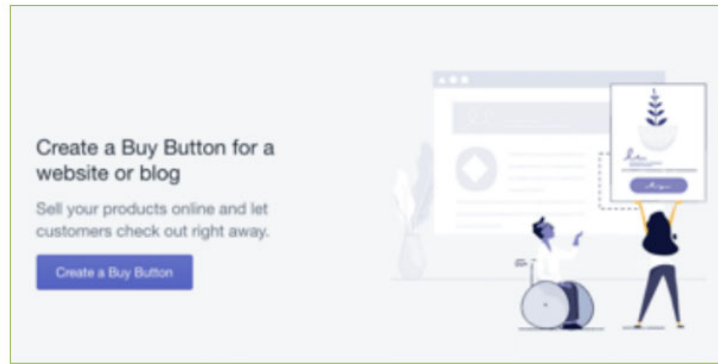 Create a Buy Button for a
website or blog
Sell your products online and let
customers check out right away.
Create a Buy Button